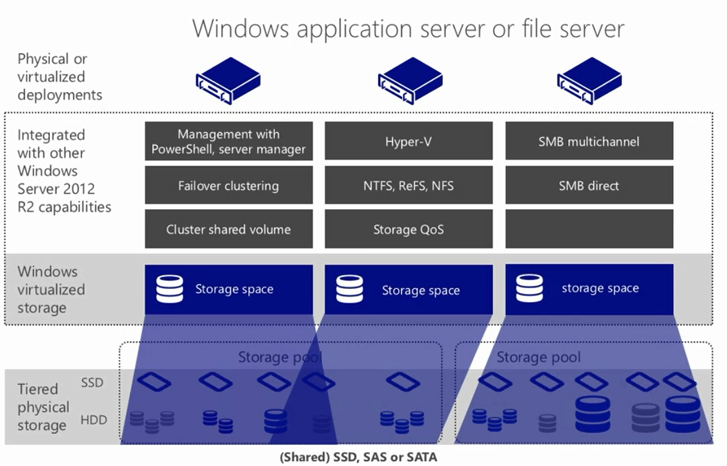 Windows application server or file server
Physical or
virtualized
deployments
Integrated
with other
Windows
Server 2012
R2 capabilities
Management with
PowerShell, server manager
Hyper-V
SMB multichannel
Failover clustering
NTFS, ReFS, NFS
SMB direct
Cluster shared volume
Storage QoS
Windows
virtualized
storage
Storage space
Storage space
storage space
Storage pool
Storage pool
Tiered
physical
storage
SSD
HDD
(Shared) SSD, SAS or SATA